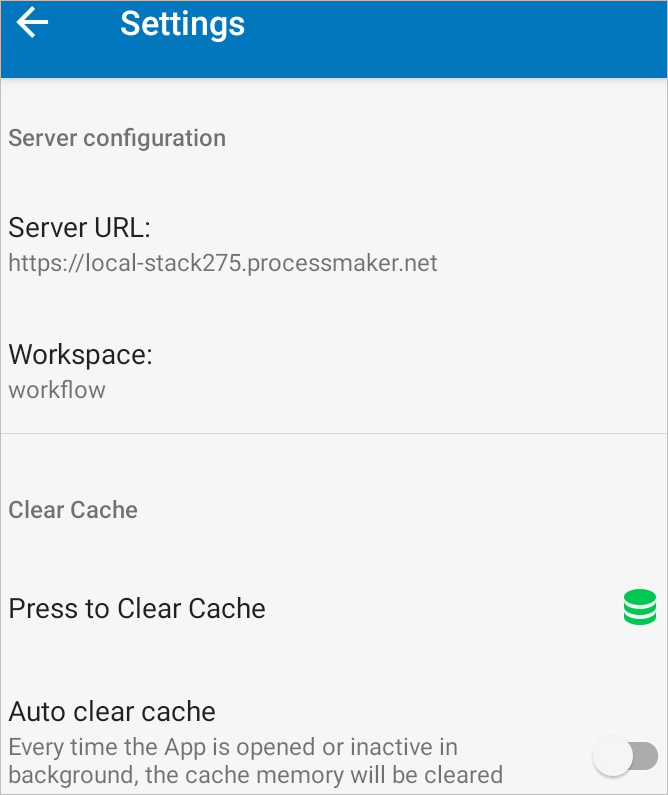 Settings
Server configuration
Server URL:
https://local-stack275.processmaker.net
Workspace:
workflow
Clear Cache
Press to Clear Cache
Auto clear cache
Every time the App is opened or inactive in
background, the cache memory will be cleared